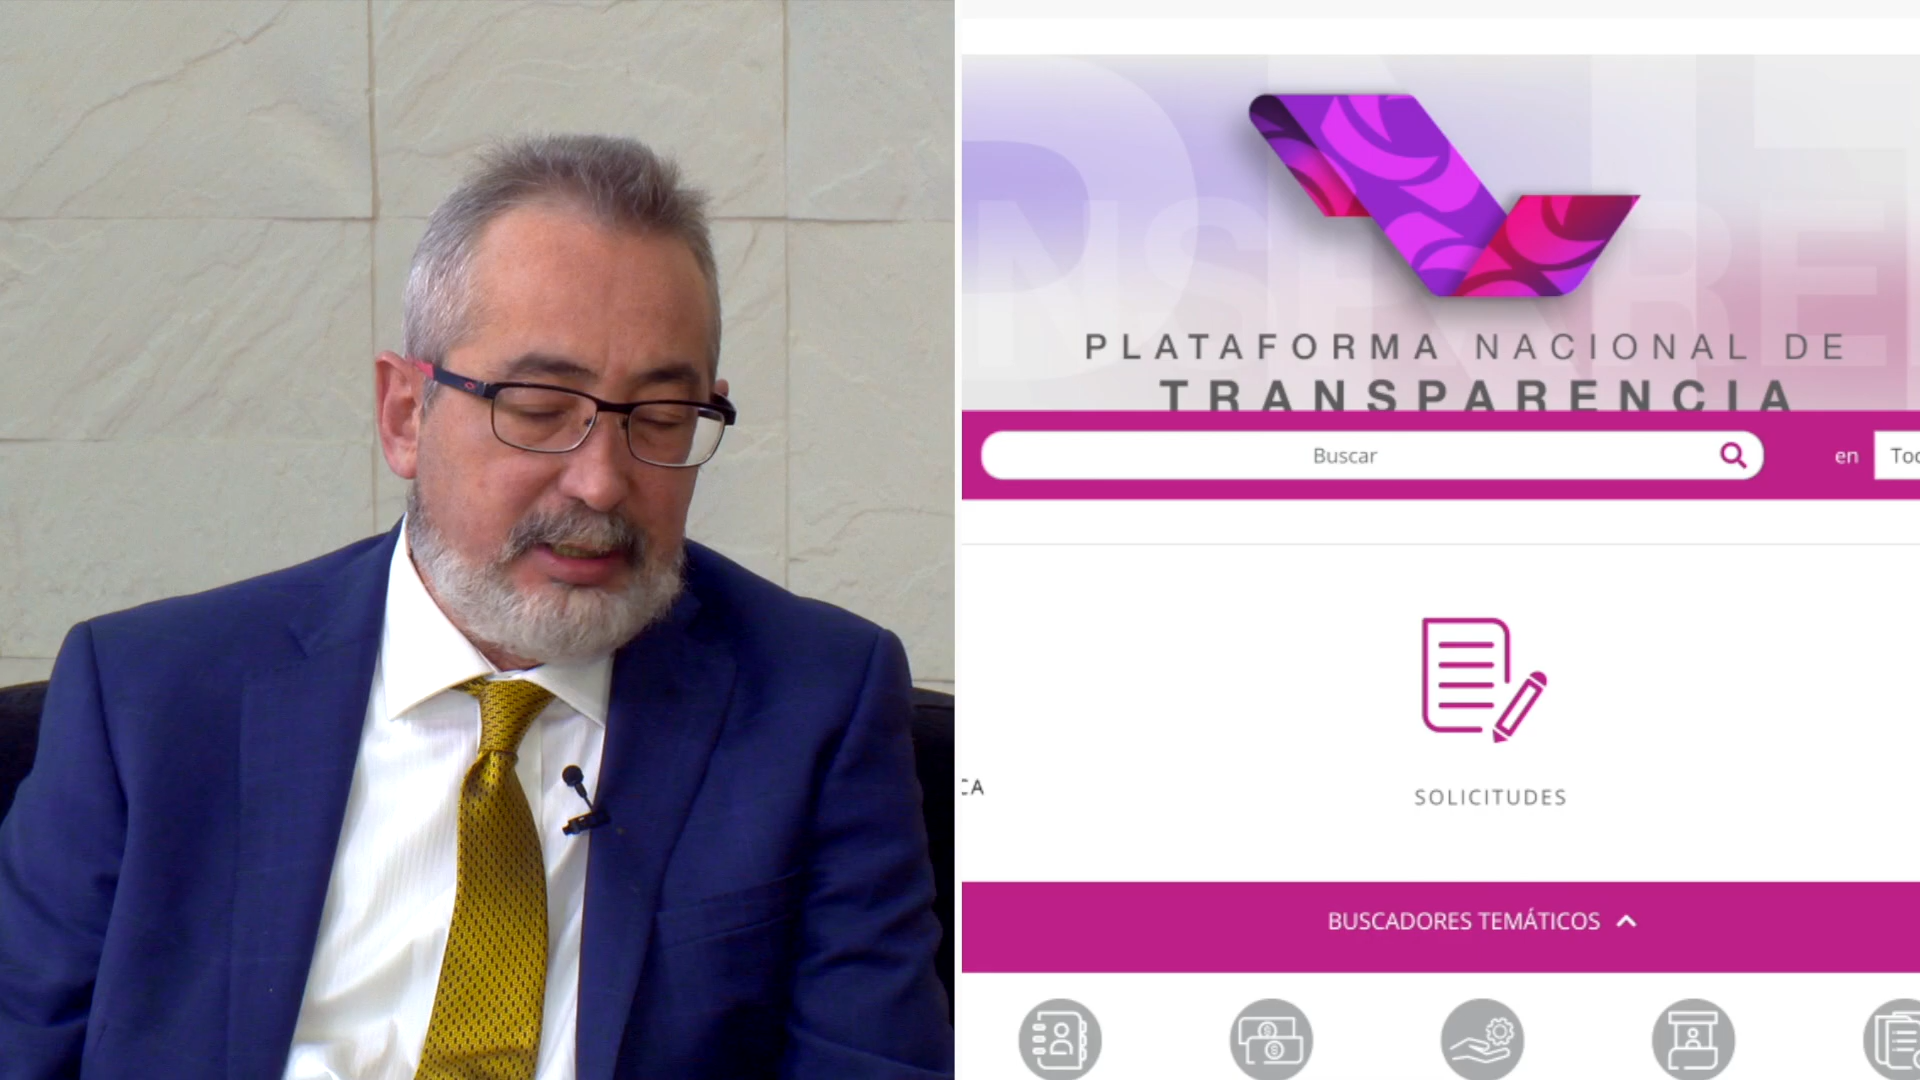 PLATAFORMA NACIONAL DE
TRANSPARENCIA
Buscar
en
SOLICITUDES
BUSCADORES TEMÁTICOS